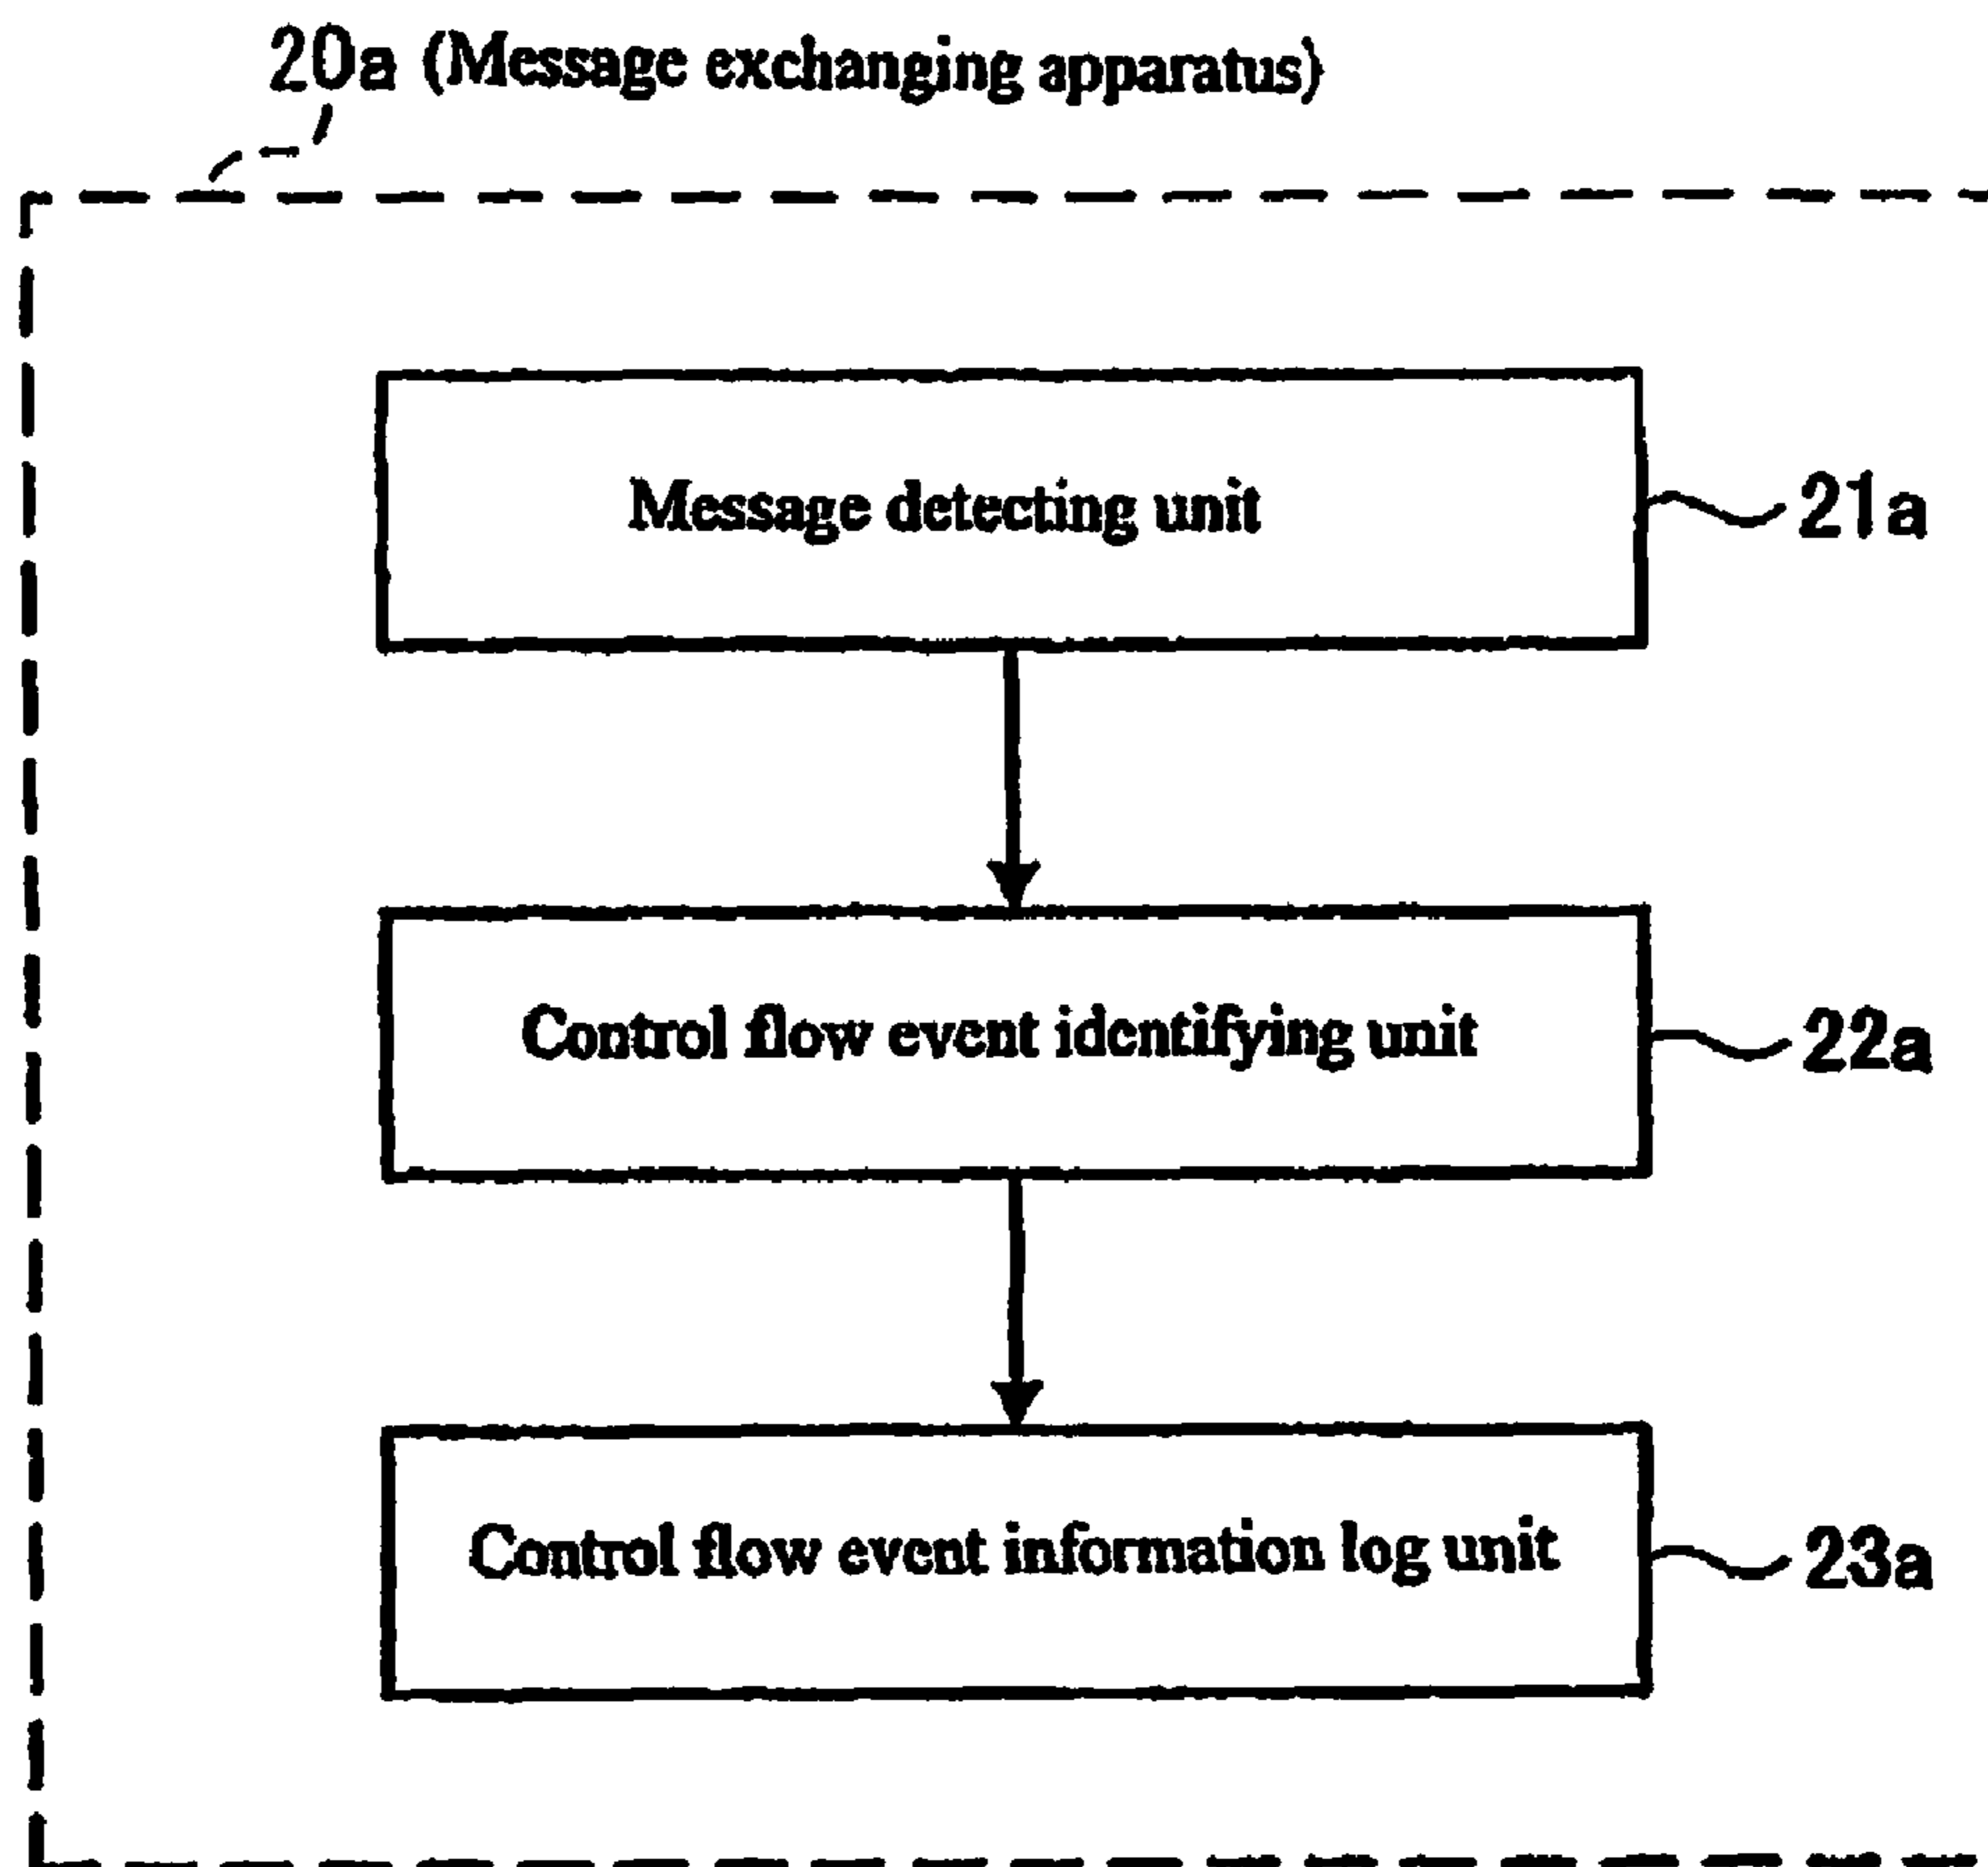 20a (Message exchanging apparatus)
Message detecting unit
21a
Control flow event identifying unit
22a
Control flow event information log unit
23a